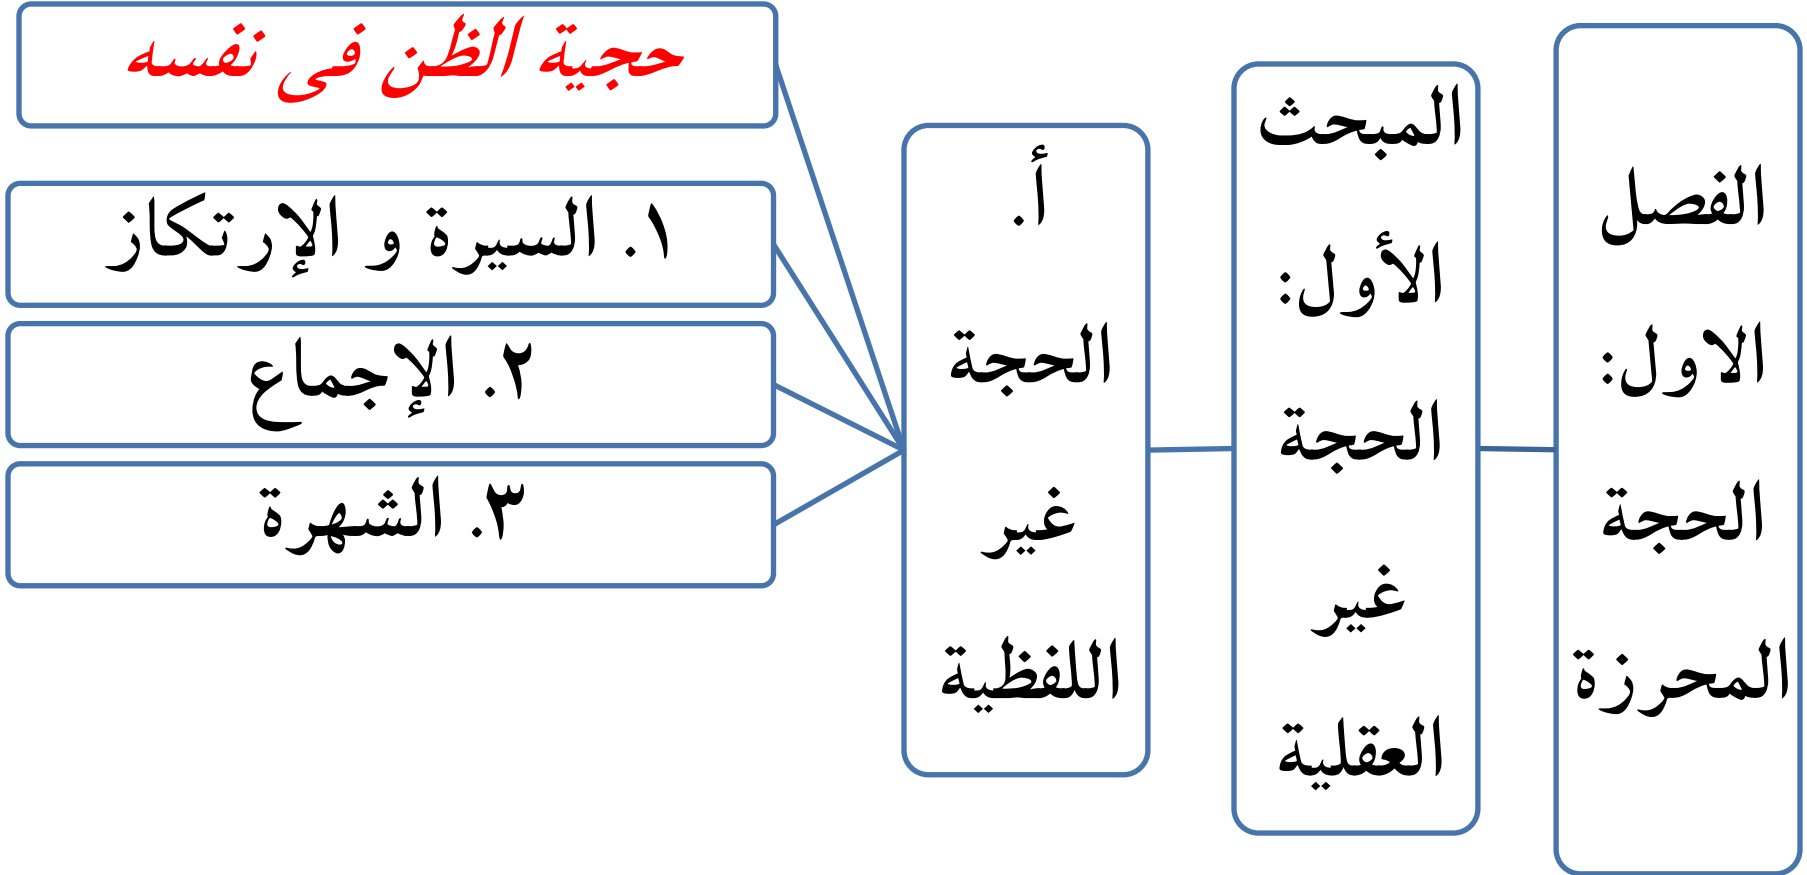 الفصل
الاول:
الحجة
المحرزة
المبحث
الأول:
الحجة
غير
العقلية
أ.
الحجة
غير
اللفظية
حجية الظن فى نفسه
١. السيرة و الإرتكاز
٢. الإجماع
٣. الشهرة